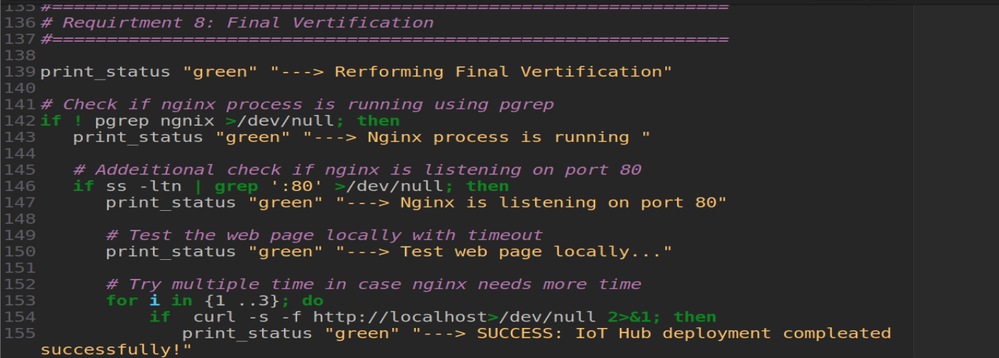 135 #==============================================================
136 # Requirtment 8: Final Vertification
137 #==============================================================
138
139 print_status "green" "---> Rerforming Final Vertification"
140
141 # Check if nginx process is running using pgrep
142 if ! pgrep ngnix >/dev/null; then
143    print_status "green" "---> Nginx process is running "
144
145    # Addeitional check if nginx is listening on port 80
146    if ss -ltn | grep ':80' >/dev/null; then
147       print_status "green" "---> Nginx is listening on port 80"
148
149       # Test the web page locally with timeout
150       print_status "green" "---> Test web page locally..."
151
152       # Try multiple time in case nginx needs more time
153       for i in {1 ..3}; do
154           if  curl -s -f http://localhost>/dev/null 2>&1; then
155              print_status "green" "---> SUCCESS: IoT Hub deployment compleated
successfully!"